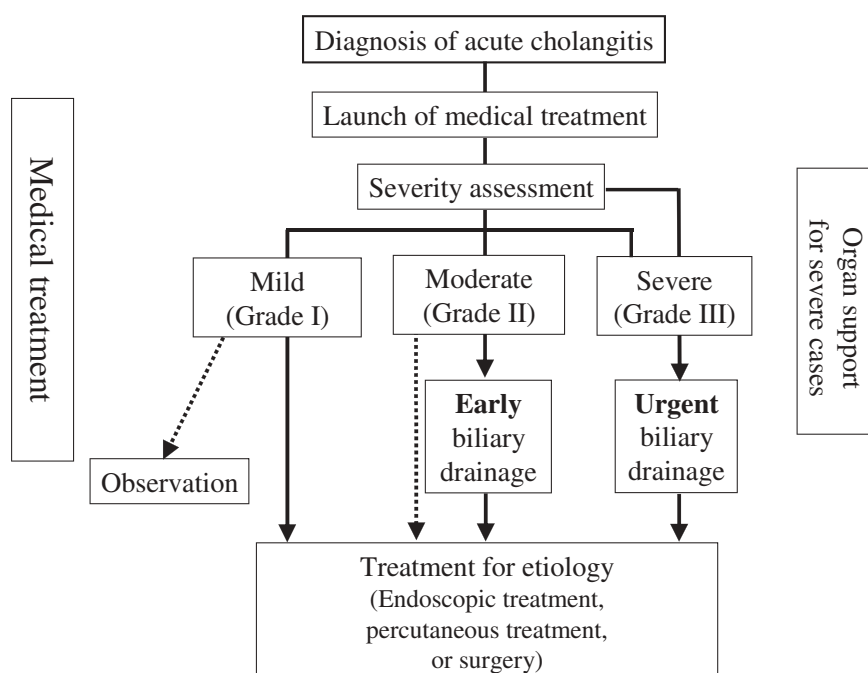 Diagnosis of acute cholangitis
Launch of medical treatment
Severity assessment
Medical treatment
Organ support
for severe cases
Mild
(Grade I)
Moderate
(Grade II)
Severe
(Grade III)
Observation
Early
biliary
drainage
Urgent
biliary
drainage
Treatment for etiology
(Endoscopic treatment,
percutaneous treatment,
or surgery)